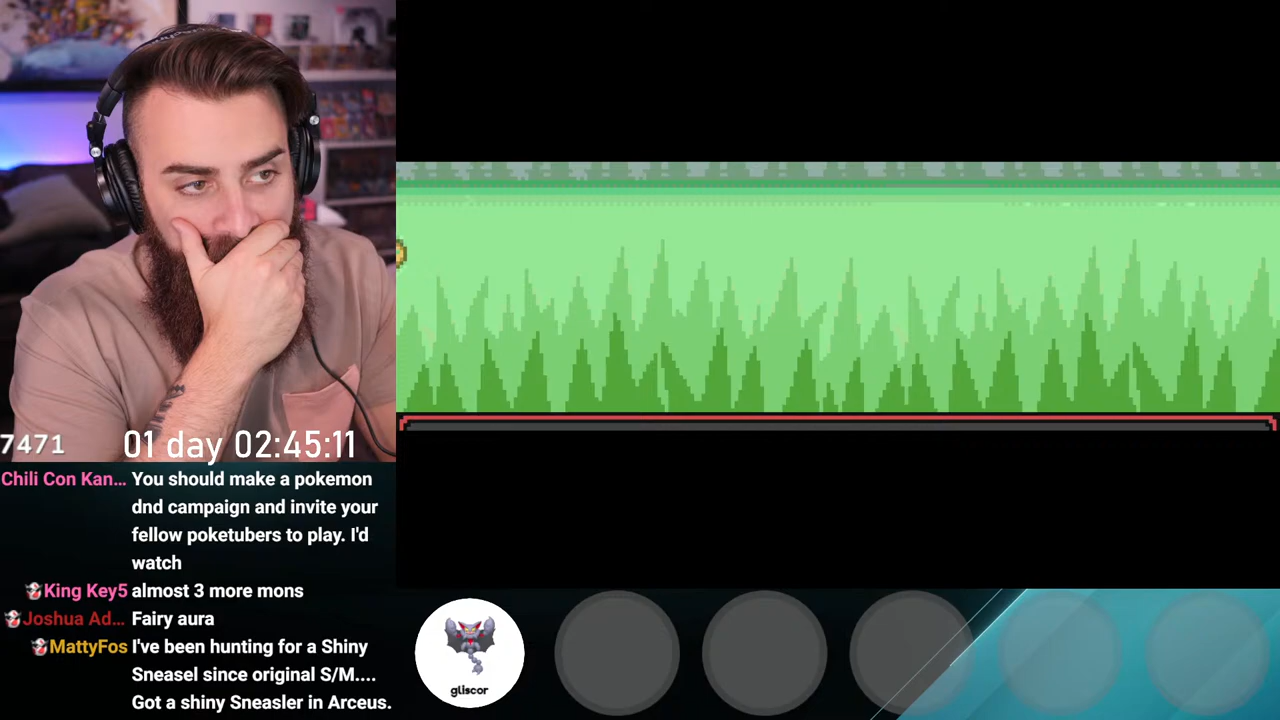 7471 01 day 02:45:11
Chili Con Kan... You should make a pokemon
dnd campaign and invite your
fellow poketubers to play. I'd
watch
King Key5 almost 3 more mons
Joshua Ad... Fairy aura
MattyFos I've been hunting for a Shiny
Sneasel since original S/M....
Got a shiny Sneasler in Arceus.
gliscor